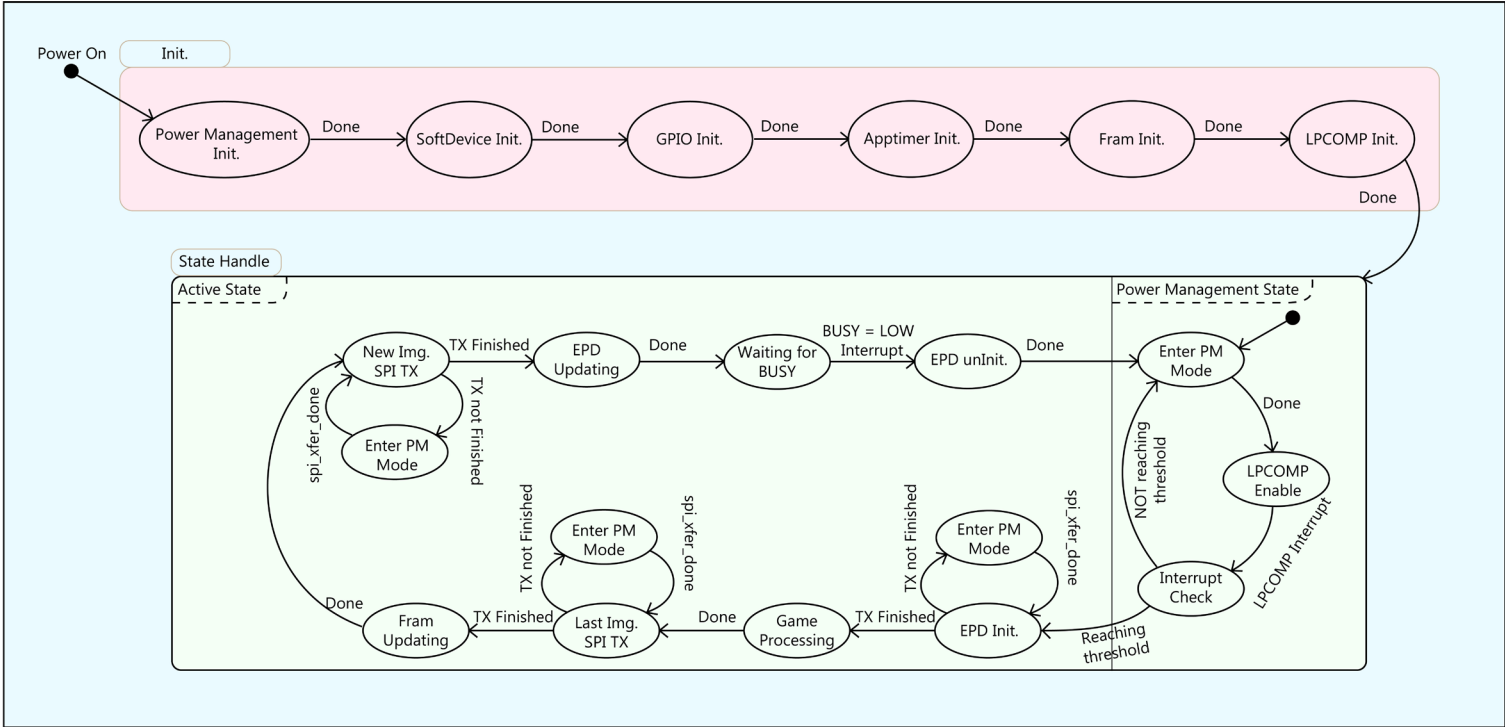 Power On
Init.
Power Management
Init.
Done
SoftDevice Init.
Done
GPIO Init.
Done
Apptimer Init.
Done
Fram Init.
Done
LPCOMP Init.
Done
State Handle
Active State
Power Management State
New Img.
SPI TX
TX Finished
EPD
Updating
Done
Waiting for
BUSY
BUSY = LOW
Interrupt
EPD unInit.
Done
Enter PM
Mode
Done
spi_xfer_done
TX not Finished
Enter PM
Mode
NOT reaching
threshold
LPCOMP
Enable
LPCOMP Interrupt
Interrupt
Check
TX not Finished
Enter PM
Mode
spi_xfer_done
TX not Finished
Enter PM
Mode
spi_xfer_done
Done
Fram
Updating
TX Finished
Last Img.
SPI TX
Done
Game
Processing
TX Finished
EPD Init.
Reaching
threshold